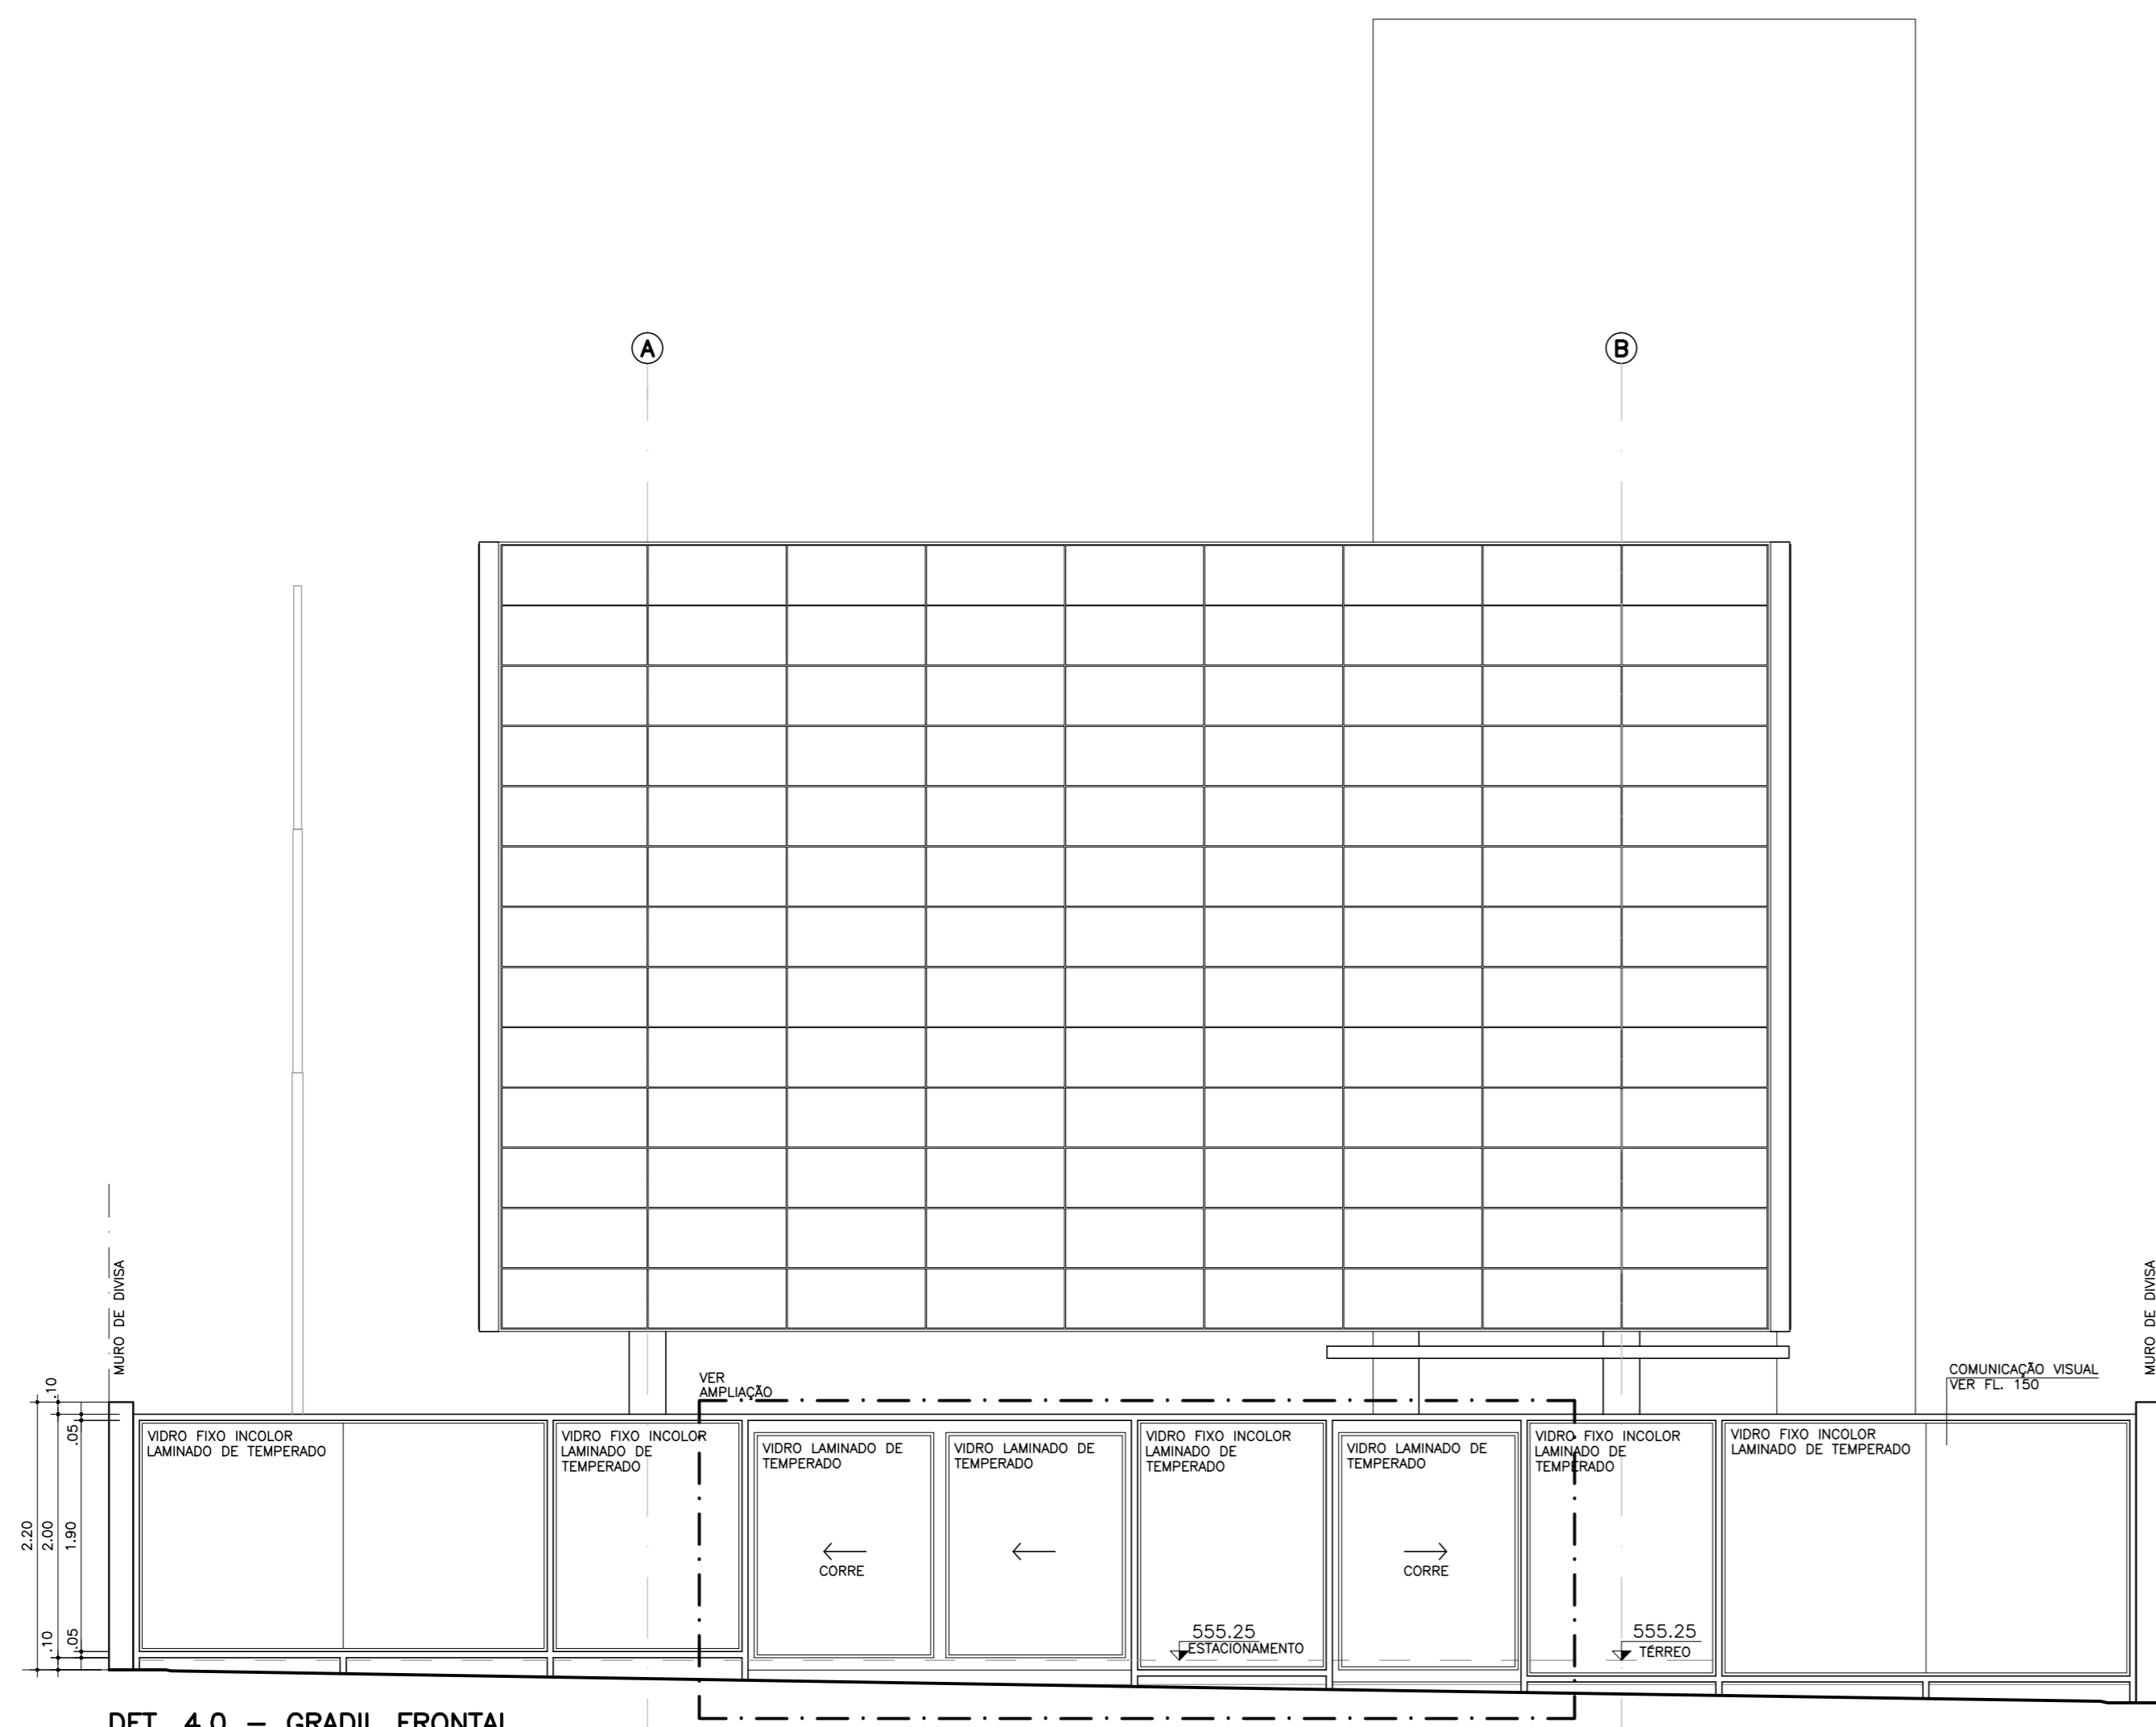 A
B
MURO DE DIVISA
MURO DE DIVISA
VER
AMPLIAÇÃO
COMUNICAÇÃO VISUAL
VER FL. 150
.10
.05
2.20
2.00
1.90
.10
.05
VIDRO FIXO INCOLOR
LAMINADO DE TEMPERADO
VIDRO FIXO INCOLOR
LAMINADO DE
TEMPERADO
VIDRO LAMINADO DE
TEMPERADO
CORRE
VIDRO LAMINADO DE
TEMPERADO
VIDRO FIXO INCOLOR
LAMINADO DE
TEMPERADO
555.25
ESTACIONAMENTO
VIDRO LAMINADO DE
TEMPERADO
CORRE
VIDRO FIXO INCOLOR
LAMINADO DE
TEMPERADO
555.25
TÉRREO
VIDRO FIXO INCOLOR
LAMINADO DE TEMPERADO
DET. 4.0 – GRADIL FRONTAL